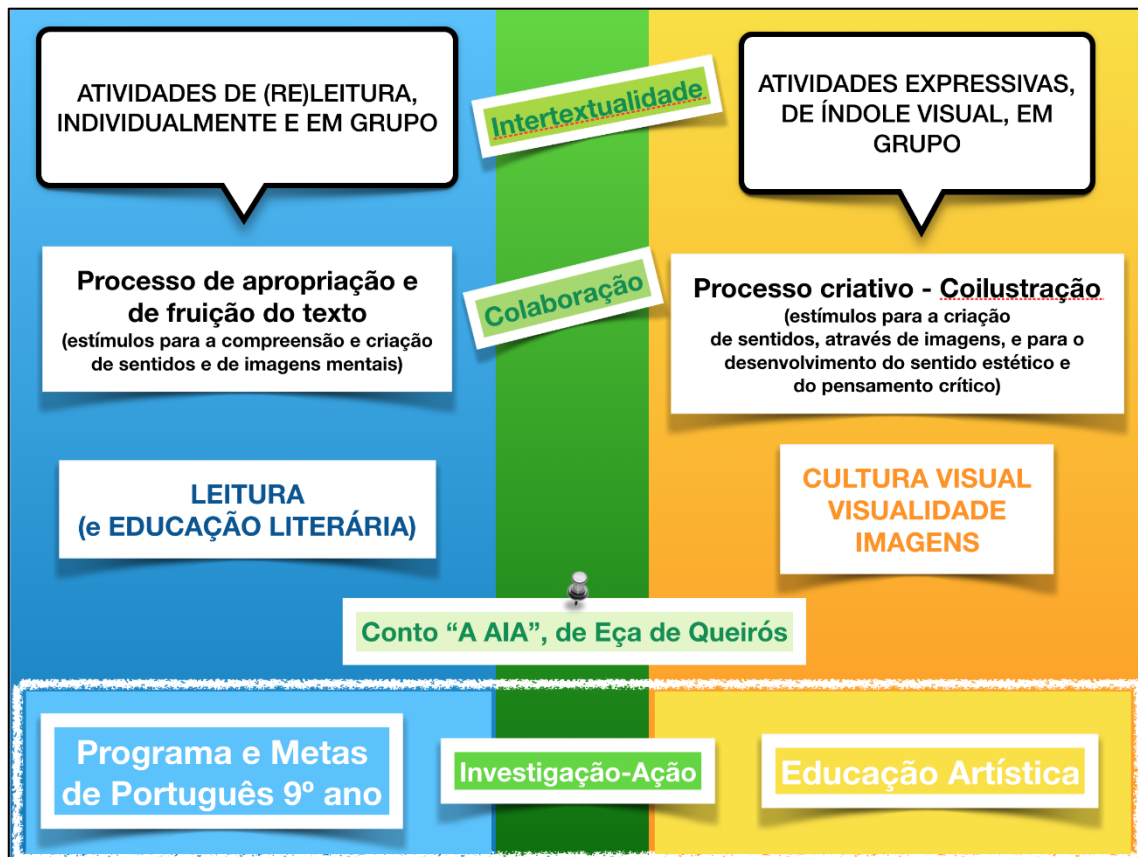 ATIVIDADES DE (RE)LEITURA,
INDIVIDUALMENTE E EM GRUPO
Intertextualidade
ATIVIDADES EXPRESSIVAS,
DE ÍNDOLE VISUAL, EM
GRUPO
Processo de apropriação e
de fruição do texto
(estímulos para a compreensão e criação
de sentidos e de imagens mentais)
Colaboração
Processo criativo - Coilustração
(estímulos para a criação
de sentidos, através de imagens, e para o
desenvolvimento do sentido estético e
do pensamento crítico)
LEITURA
(e EDUCAÇÃO LITERÁRIA)
CULTURA VISUAL
VISUALIDADE
IMAGENS
Conto “A AIA”, de Eça de Queirós
Programa e Metas
de Português 9º ano
Investigação-Ação
Educação Artística